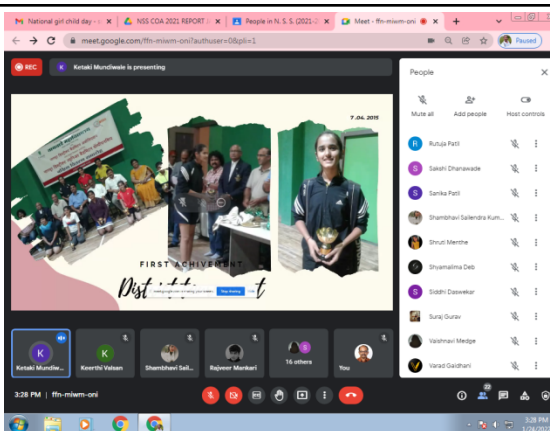 National girl child day
NSS COA 2021 REPORT
People in N. S. S. (2021-2
Meet - ffn-miwm-oni
meet.google.com/ffn-miwm-oni?authuser=0&pli=1
Paused
REC
K
Ketaki Mundiwale is presenting
7 .04. 2015
FIRST ACHIVEMENT
Stop sharing
Hide
People
Mute all
Add people
Host controls
R
Rutuja Patil
S
Sakshi Dhanawade
S
Sanika Patil
Shambhavi Sailendra Kum...
Shruti Menthe
Shyamalima Deb
S
Siddhi Daswekar
Suraj Gurav
Vaishnavi Medge
Varad Gaidhani
K
Ketaki Mundiw...
K
Keerthi Valsan
Shambhavi Sail...
Rajveer Mankari
S
16 others
You
3:28 PM | ffn-miwm-oni
22
3:28 PM